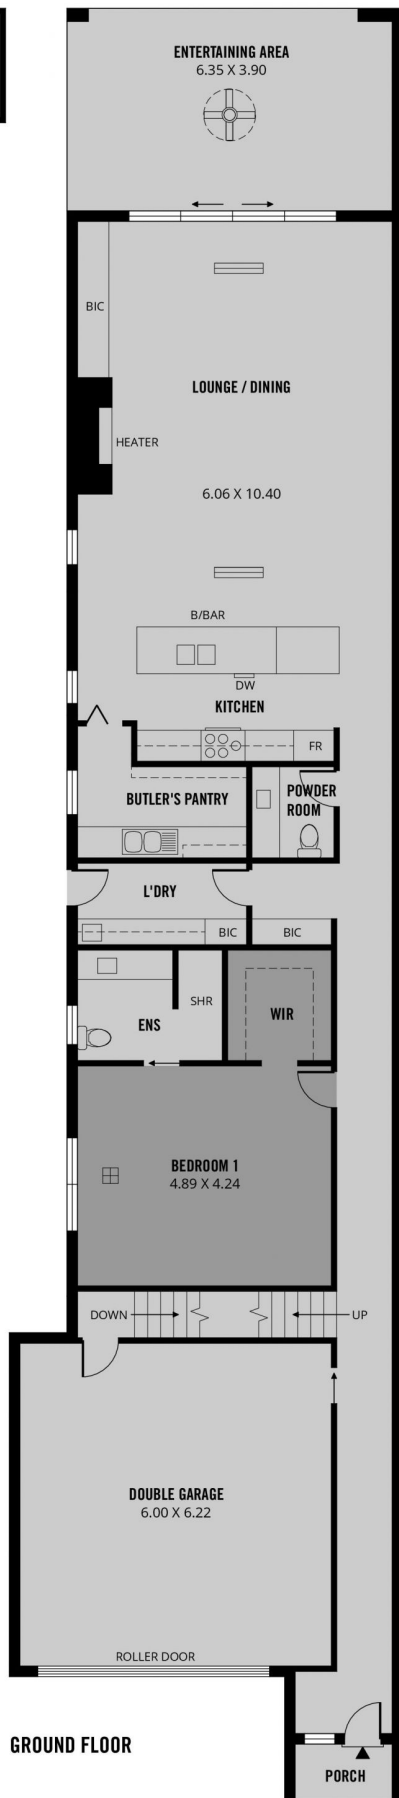 ENTERTAINING AREA
6.35 X 3.90
BIC
LOUNGE / DINING
HEATER
6.06 X 10.40
B/BAR
DW
KITCHEN
FR
BUTLER'S PANTRY
POWDER
ROOM
L'DRY
BIC
BIC
SHR
ENS
WIR
BEDROOM 1
4.89 X 4.24
DOWN
UP
DOUBLE GARAGE
6.00 X 6.22
ROLLER DOOR
GROUND FLOOR
PORCH